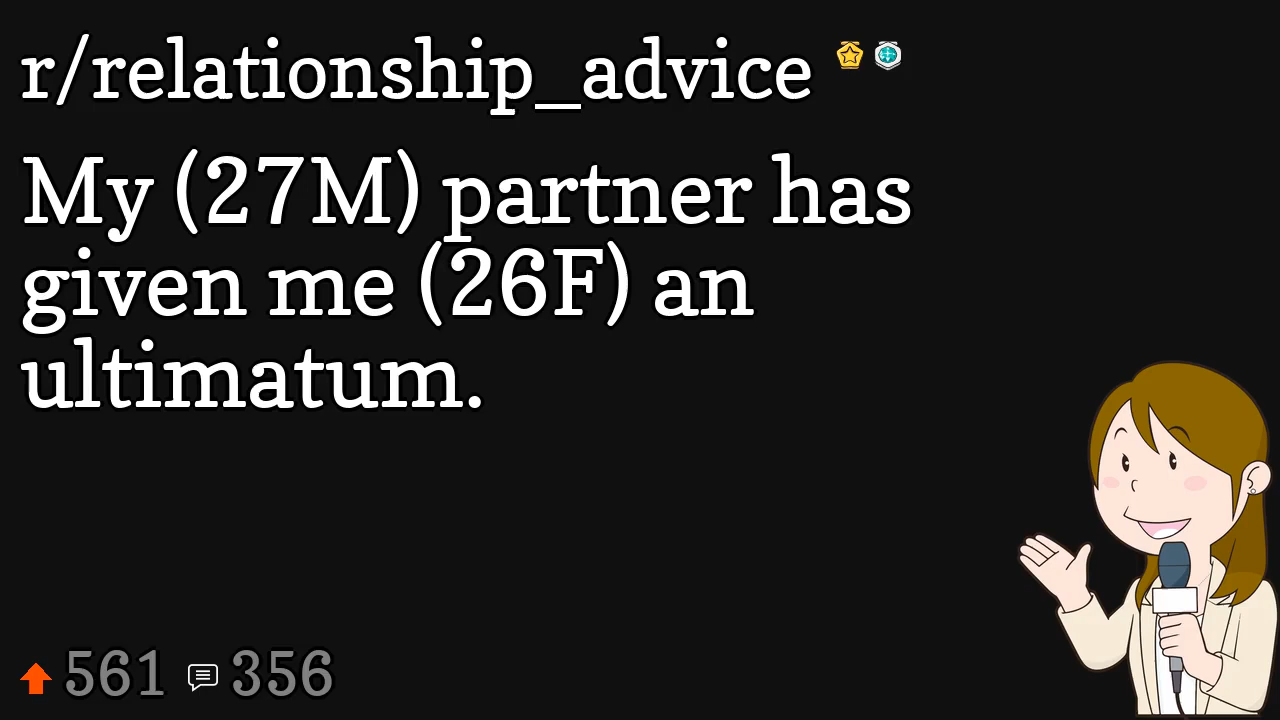 r/relationship_advice
My (27M) partner has
given me (26F) an
ultimatum.
561 356